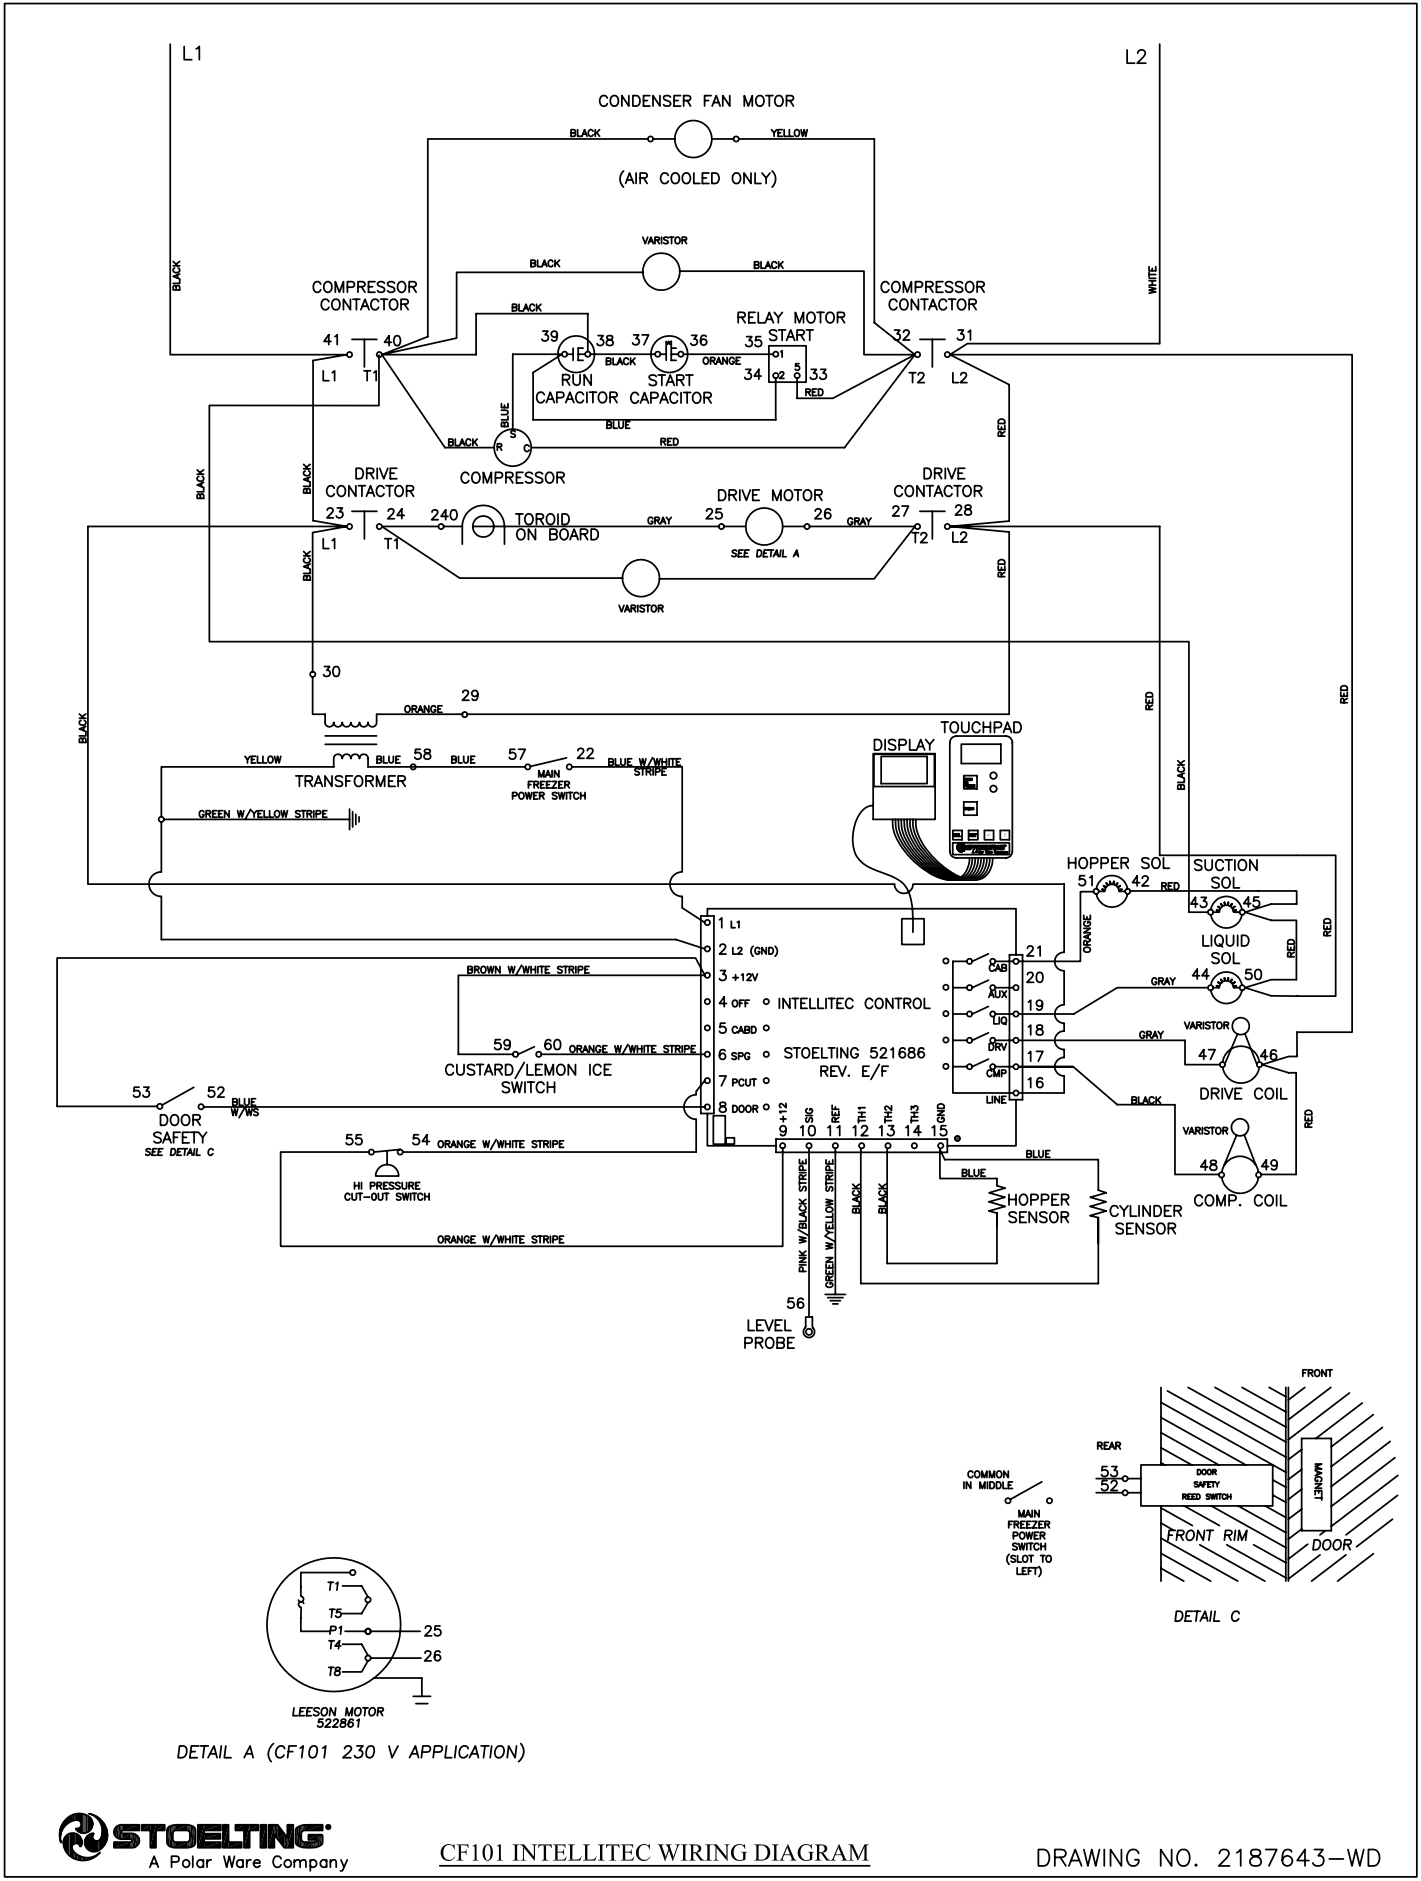 L1
L2
CONDENSER FAN MOTOR
BLACK
YELLOW
(AIR COOLED ONLY)
VARISTOR
BLACK
BLACK
BLACK
WHITE
COMPRESSOR
CONTACTOR
COMPRESSOR
CONTACTOR
BLACK
RELAY MOTOR
START
41
40
39
38
37
36
35
1
32
31
BLACK
ORANGE
L1
T1
RUN
CAPACITOR
START
CAPACITOR
34
2
5
33
T2
L2
RED
BLUE
BLUE
RED
S
R
C
BLACK
RED
COMPRESSOR
BLACK
BLACK
DRIVE
CONTACTOR
DRIVE MOTOR
DRIVE
CONTACTOR
23
24
240
TOROID
ON BOARD
GRAY
25
26
GRAY
27
28
L1
T1
SEE DETAIL A
T2
L2
BLACK
RED
VARISTOR
30
29
ORANGE
RED
RED
BLACK
TOUCHPAD
DISPLAY
YELLOW
BLUE
58
BLUE
57
22
BLUE W/WHITE
STRIPE
TRANSFORMER
MAIN
FREEZER
POWER SWITCH
BLACK
GREEN W/YELLOW STRIPE
HOPPER SOL
SUCTION
SOL
51
42
RED
43
45
ORANGE
RED
RED
LIQUID
SOL
1 L1
2 L2 (GND)
BROWN W/WHITE STRIPE
3 +12V
4 OFF
INTELLITEC CONTROL
5 CABD
59
60
ORANGE W/WHITE STRIPE
6 SPG
STOELTING 521686
REV. E/F
CUSTARD/LEMON ICE
SWITCH
7 PCUT
8 DOOR
CAB
21
AUX
20
LIQ
19
DRV
18
CMP
17
LINE
16
GRAY
44
50
GRAY
VARISTOR
47
46
DRIVE COIL
BLACK
RED
VARISTOR
48
49
COMP. COIL
53
52
BLUE
W/WS
DOOR
SAFETY
SEE DETAIL C
55
54
ORANGE W/WHITE STRIPE
HI PRESSURE
CUT-OUT SWITCH
ORANGE W/WHITE STRIPE
+12
SIG
REF
TH1
TH2
TH3
GND
9
10
11
12
13
14
15
PINK W/BLACK STRIPE
GREEN W/YELLOW STRIPE
BLACK
BLACK
BLUE
BLUE
HOPPER
SENSOR
CYLINDER
SENSOR
56
LEVEL
PROBE
FRONT
REAR
COMMON
IN MIDDLE
53
52
DOOR
SAFETY
REED SWITCH
MAGNET
MAIN
FREEZER
POWER
SWITCH
(SLOT TO
LEFT)
FRONT RIM
DOOR
DETAIL C
T1
T5
P1
T4
T8
25
26
LEESON MOTOR
522861
DETAIL A (CF101 230 V APPLICATION)
STOELTING
A Polar Ware Company
CF101 INTELLITEC WIRING DIAGRAM
DRAWING NO. 2187643-WD